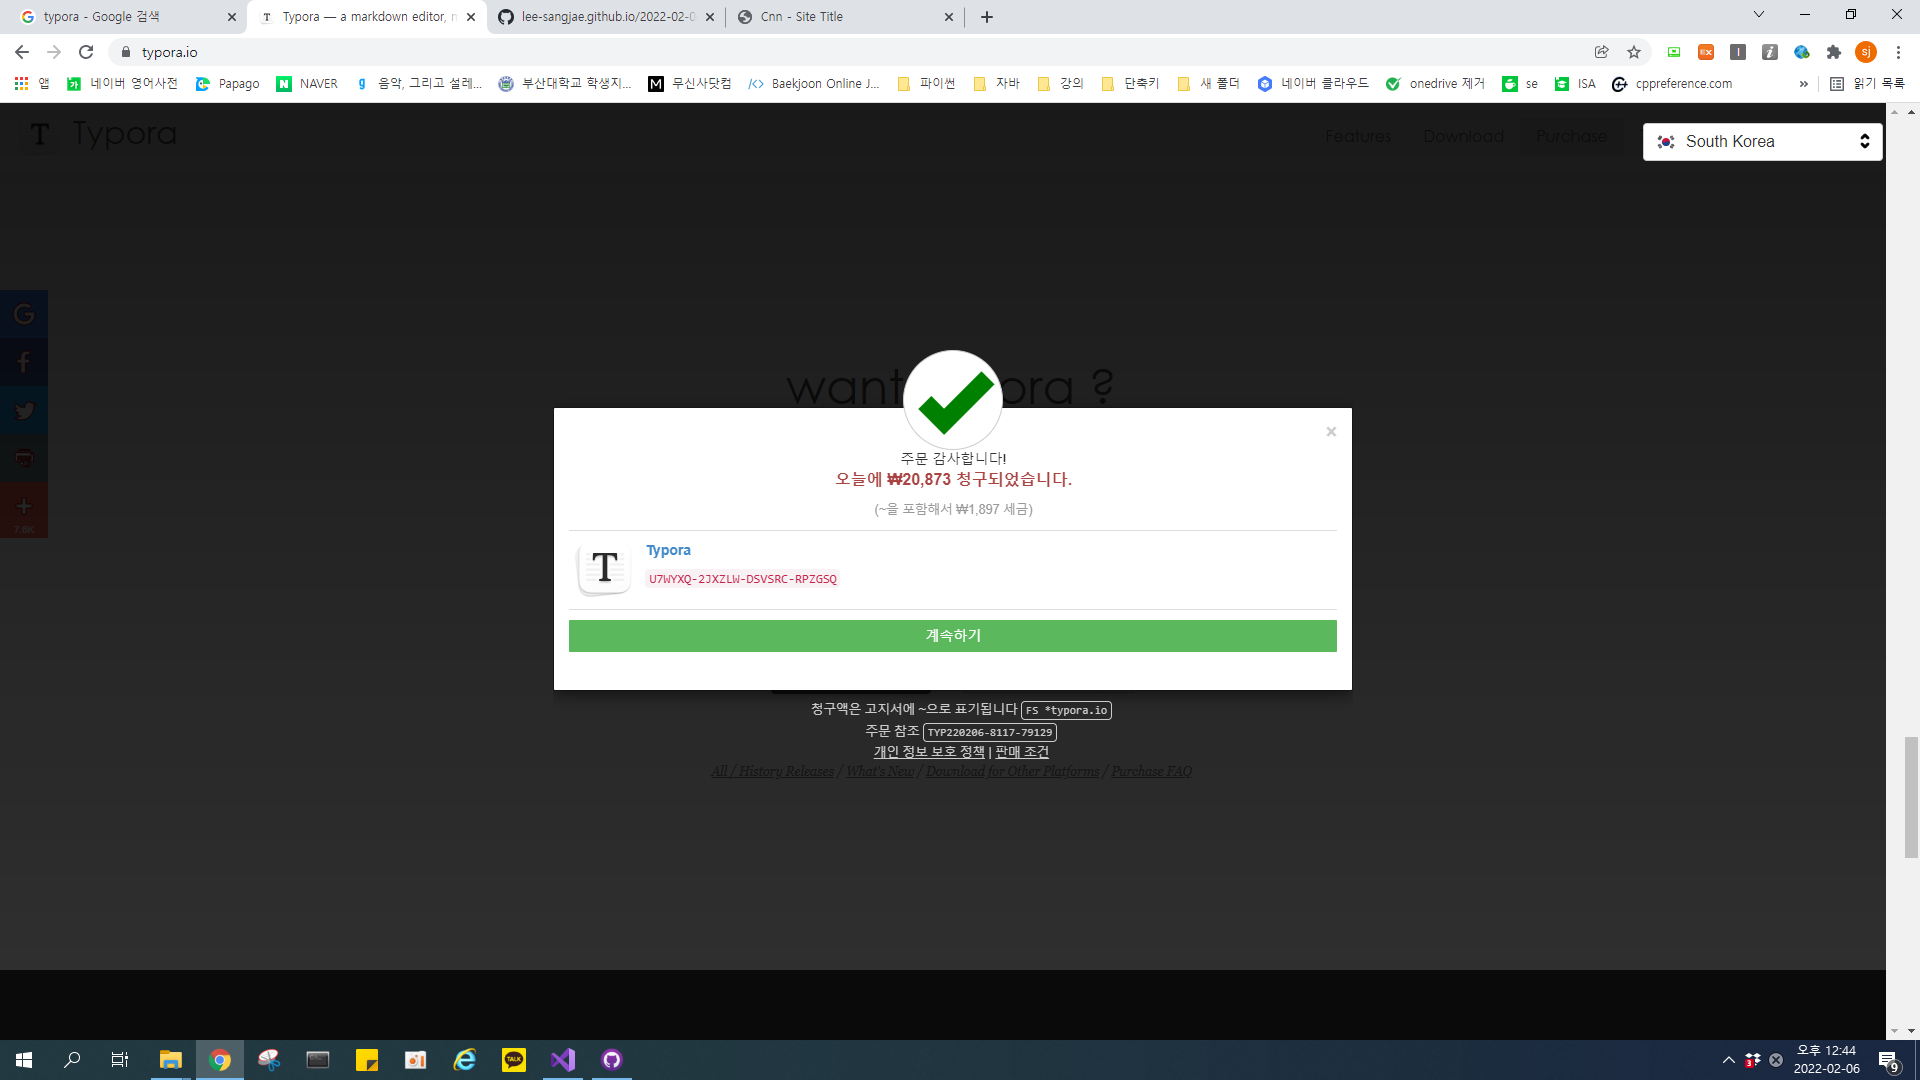 typora - Google 검색
Typora — a markdown editor, m
lee-sangjae.github.io/2022-02-0
Cnn - Site Title
typora.io
앱
네이버 영어사전
Papago
NAVER
음악, 그리고 설레...
부산대학교 학생지...
무신사닷컴
Baekjoon Online J...
파이썬
자바
강의
단축키
새 폴더
네이버 클라우드
onedrive 제거
se
ISA
cppreference.com
»
읽기 목록
Typora
Features
Download
Purchase
South Korea
7.6K
want
ora ?
주문 감사합니다!
오늘에 ₩20,873 청구되었습니다.
(~을 포함해서 ₩1,897 세금)
Typora
U7WYXQ-2JXZLW-DSVSRC-RPZGSQ
계속하기
청구액은 고지서에 ~으로 표기됩니다 FS *typora.io
주문 참조 TYP220206-8117-79129
개인 정보 보호 정책 | 판매 조건
All / History Releases / What's New / Download for Other Platforms / Purchase FAQ
오후 12:44
2022-02-06
9